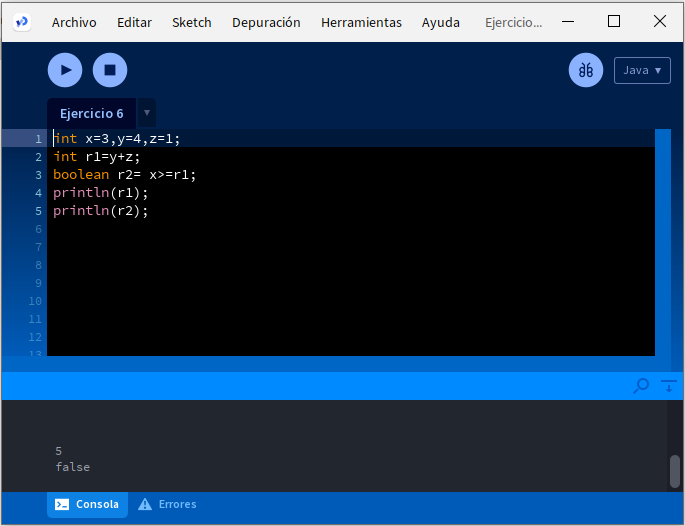 Archivo Editar Sketch Depuración Herramientas Ayuda Ejercicio...
Java ▾
Ejercicio 6 ▾
1 int x=3,y=4,z=1;
2 int r1=y+z;
3 boolean r2= x>=r1;
4 println(r1);
5 println(r2);
6
7
8
9
10
11
12
13
5
false
Consola Errores